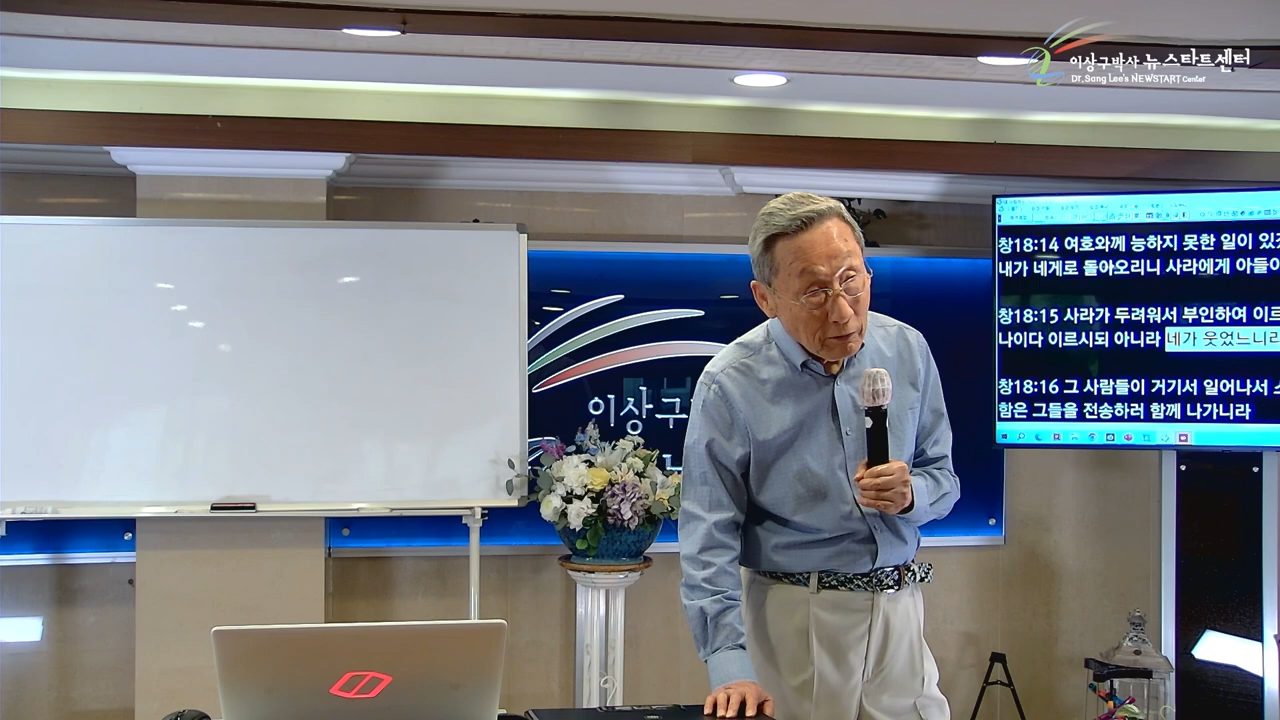 이상구박사 뉴스타트센터
Dr. Sang Lee's NEWSTART Center
창18:14 여호와께 능하지 못한 일이 있
내가 네게로 돌아오리니 사라에게 아들이
창18:15 사라가 두려워서 부인하여 이르
나이다 이르시되 아니라 네가 웃었느니라
창18:16 그 사람들이 거기서 일어나서
함은 그들을 전송하러 함께 나가니라
이상구